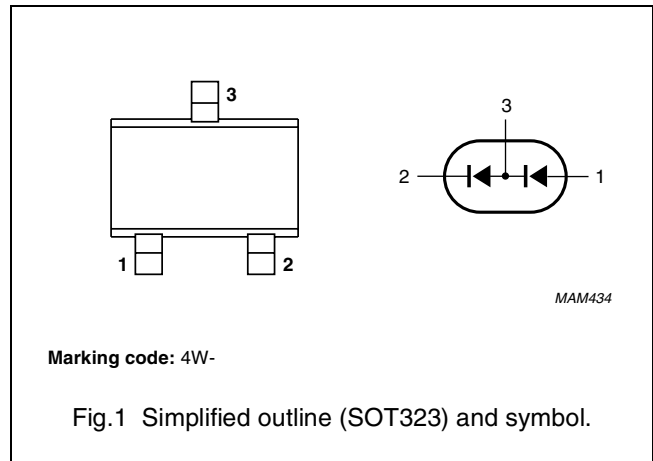 3
1
2
3
2
1
MAM434
Marking code: 4W-
Fig.1 Simplified outline (SOT323) and symbol.